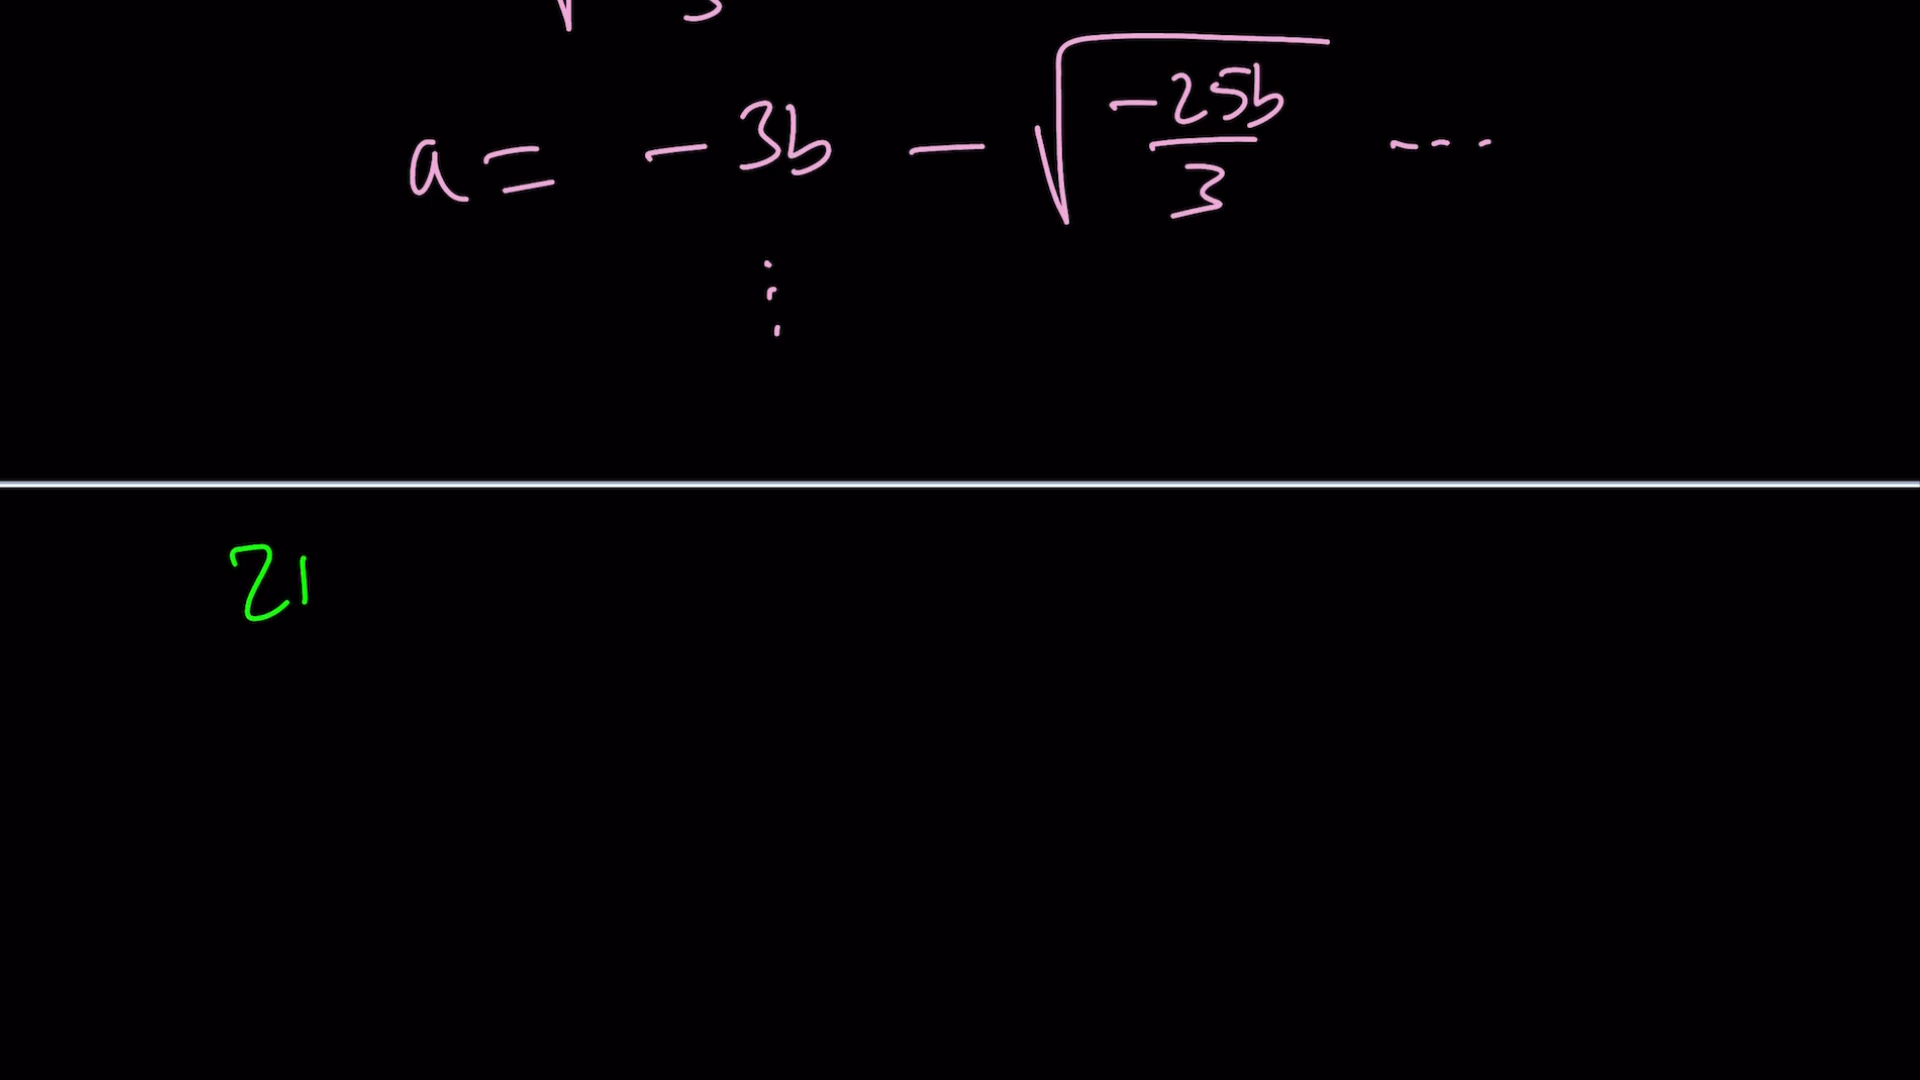 a = - 3b - √(-25b/3) ---
⋮
21